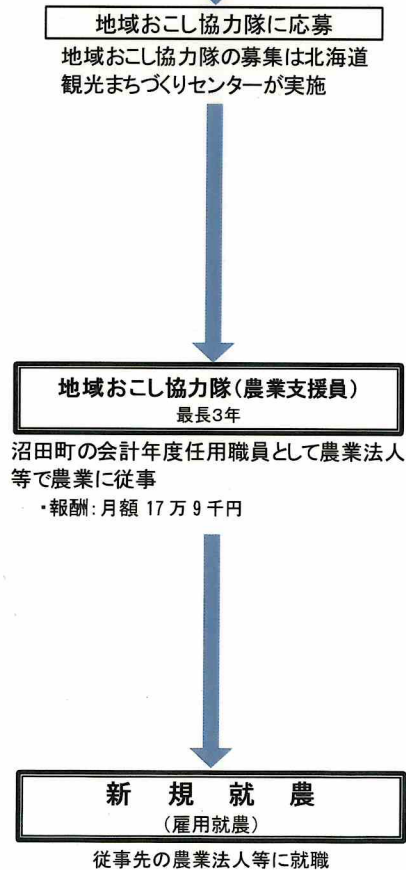 地域おこし協力隊に応募
地域おこし協力隊の募集は北海道
観光まちづくりセンターが実施
地域おこし協力隊(農業支援員)
最長3年
沼田町の会計年度任用職員として農業法人
等で農業に従事
・報酬:月額 17 万 9 千円
新規就農
(雇用就農)
従事先の農業法人等に就職